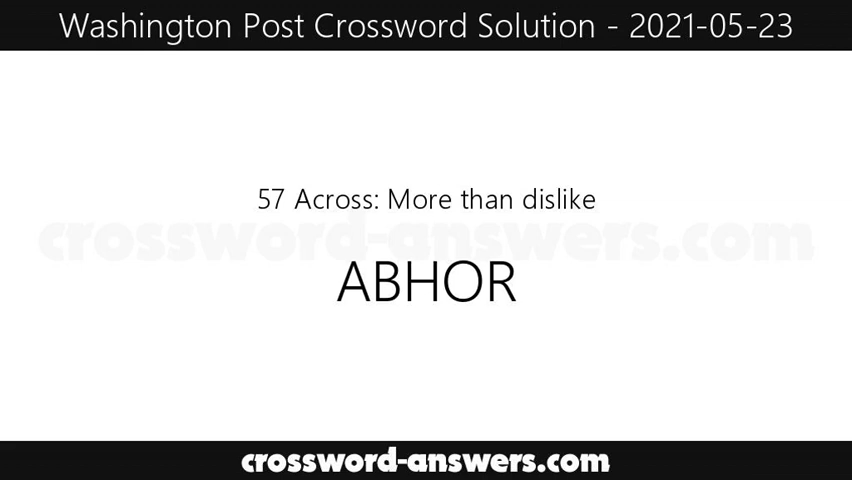 Washington Post Crossword Solution - 2021-05-23
57 Across: More than dislike
crossword-answers.com
ABHOR
crossword-answers.com